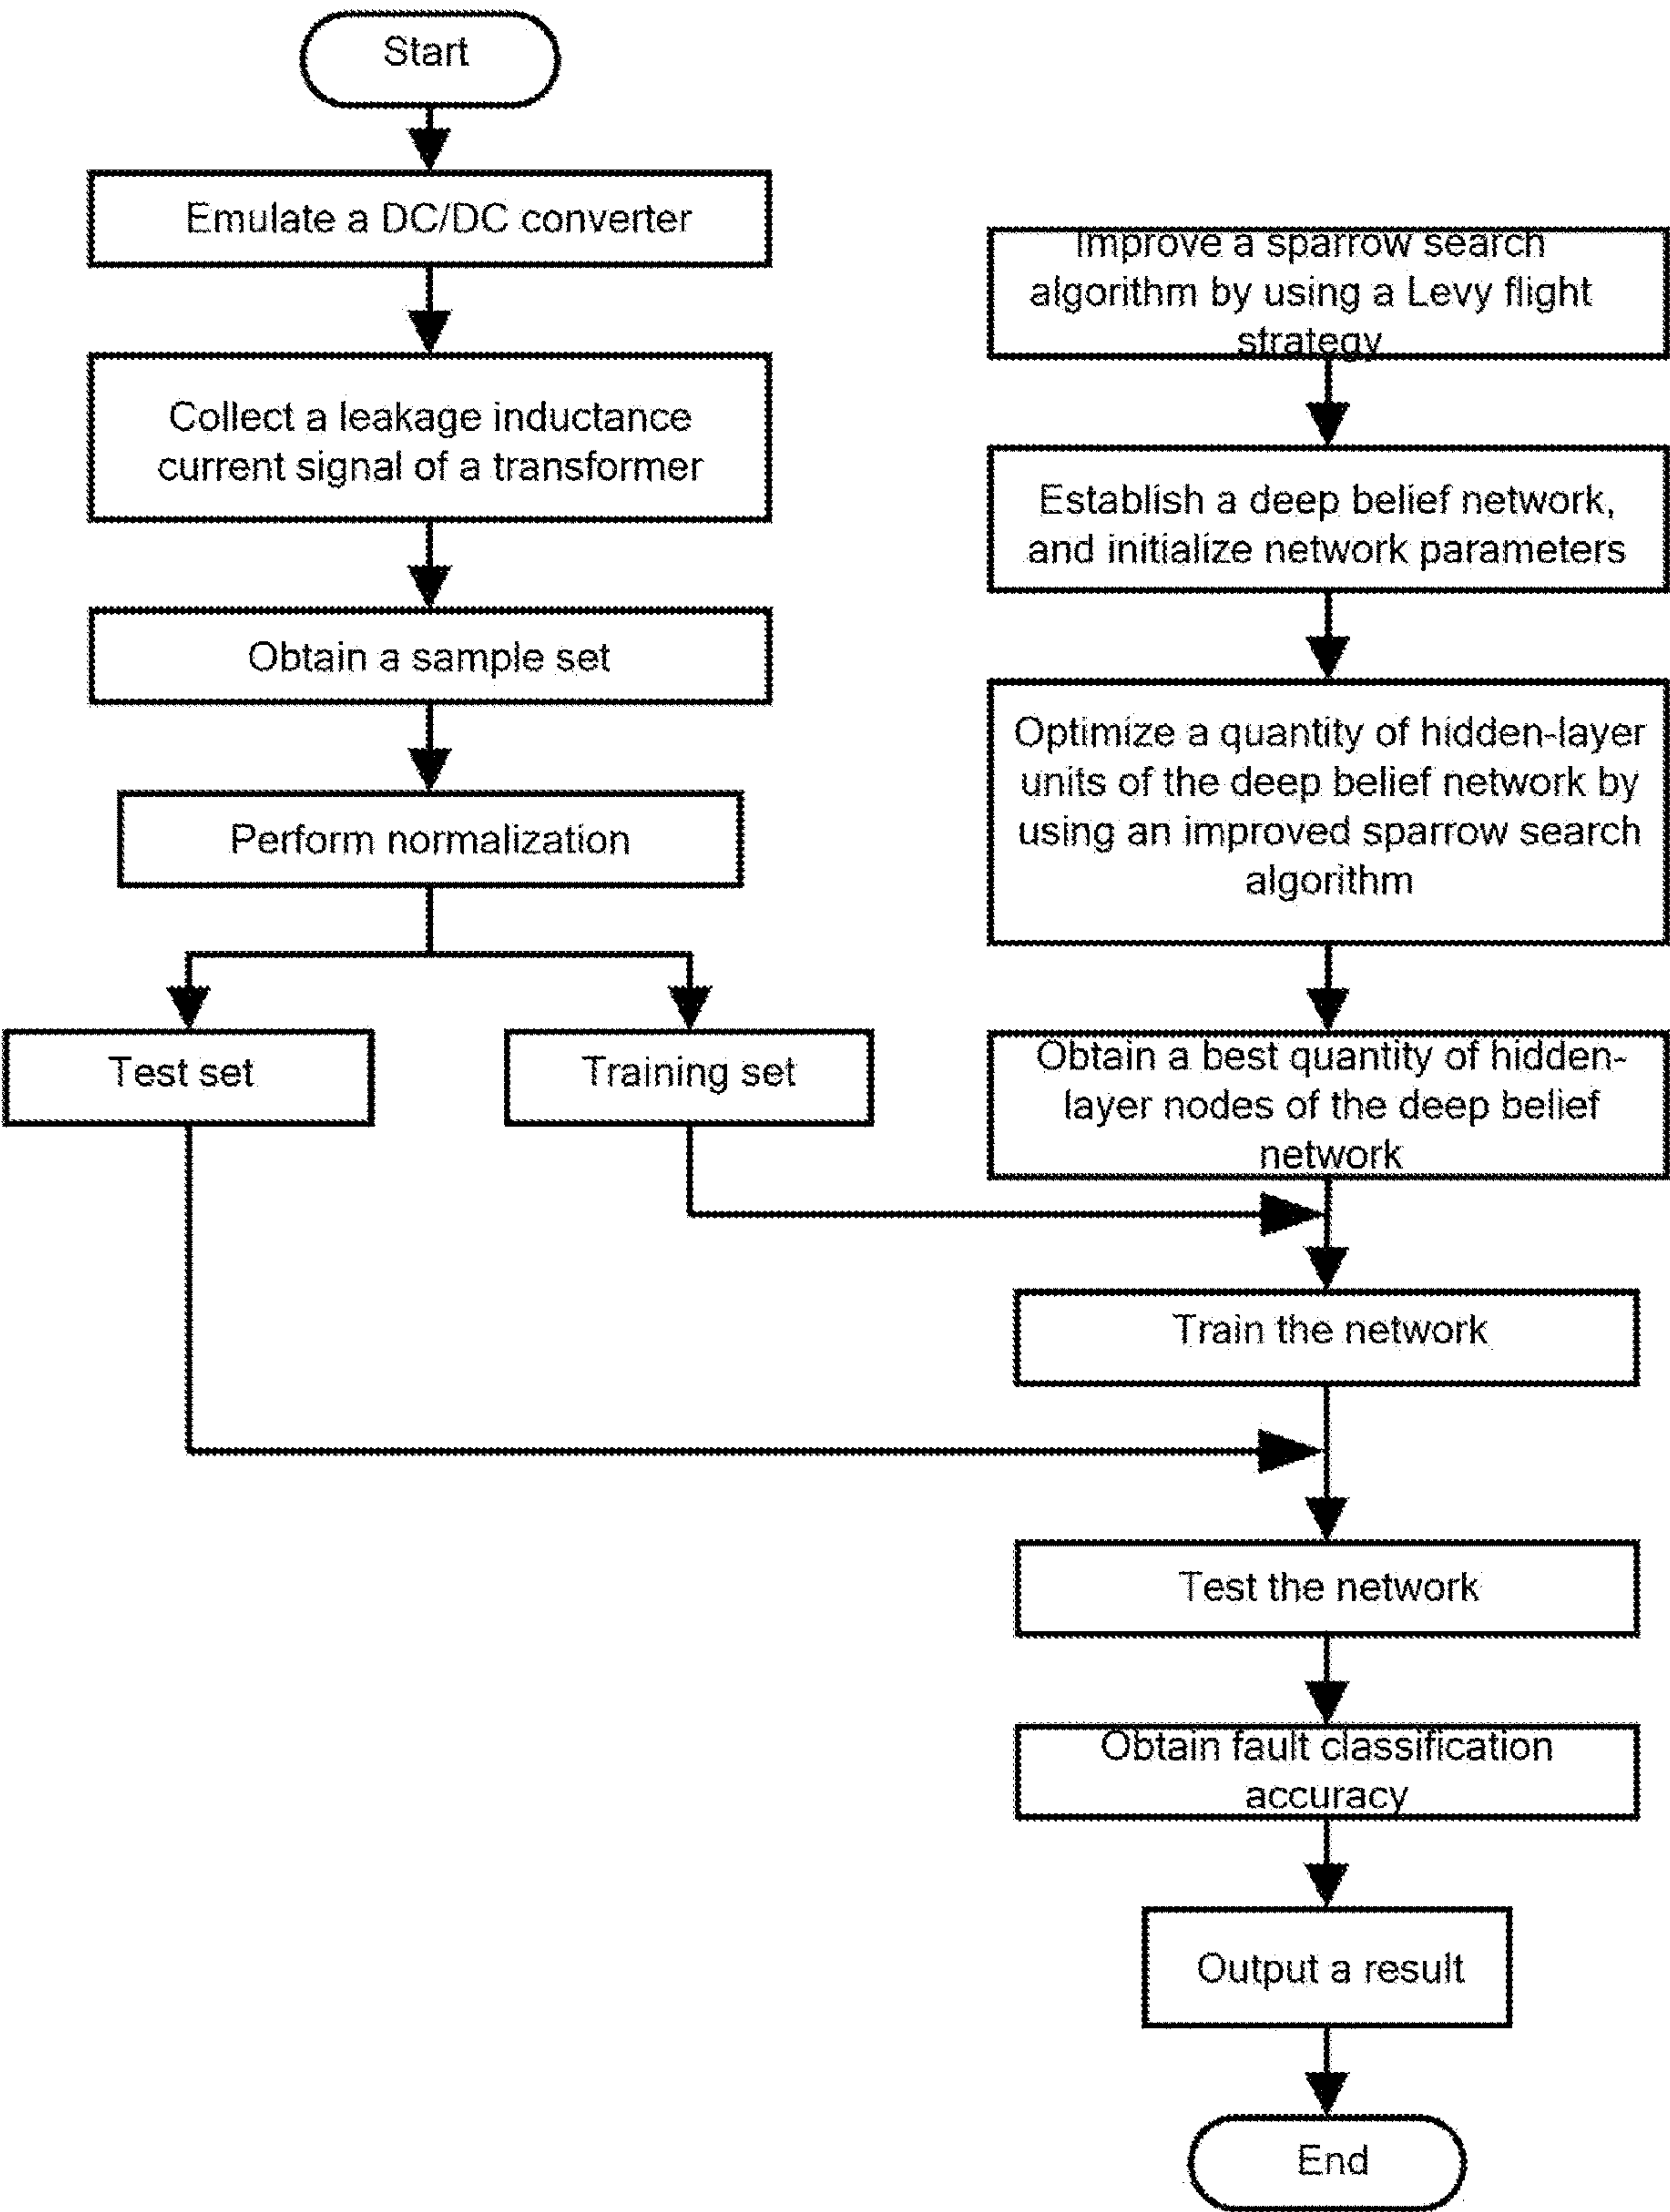 Start
Emulate a DC/DC converter
Collect a leakage inductance
current signal of a transformer
Obtain a sample set
Perform normalization
Test set
Training set
Improve a sparrow search
algorithm by using a Levy flight
strategy
Establish a deep belief network,
and initialize network parameters
Optimize a quantity of hidden-layer
units of the deep belief network by
using an improved sparrow search
algorithm
Obtain a best quantity of hidden-
layer nodes of the deep belief
network
Train the network
Test the network
Obtain fault classification
accuracy
Output a result
End